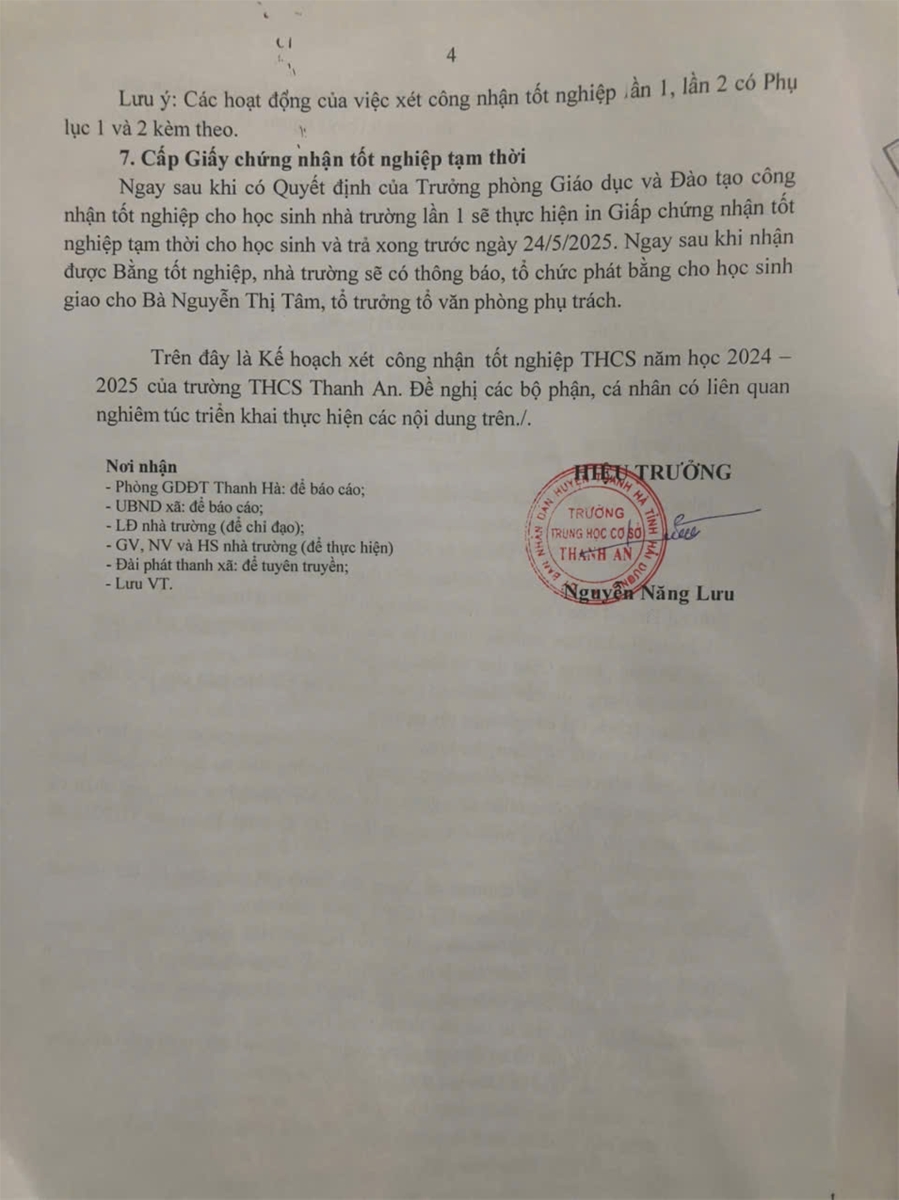 4
Lưu ý: Các hoạt động của việc xét công nhận tốt nghiệp lần 1, lần 2 có Phụ
lục 1 và 2 kèm theo.
7. Cấp Giấy chứng nhận tốt nghiệp tạm thời
Ngay sau khi có Quyết định của Trưởng phòng Giáo dục và Đào tạo công
nhận tốt nghiệp cho học sinh nhà trường lần 1 sẽ thực hiện in Giấp chứng nhận tốt
nghiệp tạm thời cho học sinh và trả xong trước ngày 24/5/2025. Ngay sau khi nhận
được Bằng tốt nghiệp, nhà trường sẽ có thông báo, tổ chức phát bằng cho học sinh
giao cho Bà Nguyễn Thị Tâm, tổ trưởng tổ văn phòng phụ trách.
Trên đây là Kế hoạch xét công nhận tốt nghiệp THCS năm học 2024 –
2025 của trường THCS Thanh An. Đề nghị các bộ phận, cá nhân có liên quan
nghiêm túc triển khai thực hiện các nội dung trên./.
Nơi nhận
- Phòng GDĐT Thanh Hà: để báo cáo;
- UBND xã: để báo cáo;
- LĐ nhà trường (để chỉ đạo);
- GV, NV và HS nhà trường (để thực hiện)
- Đài phát thanh xã: để tuyên truyền;
- Lưu VT.
HIỆU TRƯỞNG
ỦY BAN NHÂN DÂN HUYỆN THANH HÀ TỈNH HẢI DƯƠNG
TRƯỜNG
TRUNG HỌC CƠ SỞ
THANH AN
Nguyễn Năng Lưu